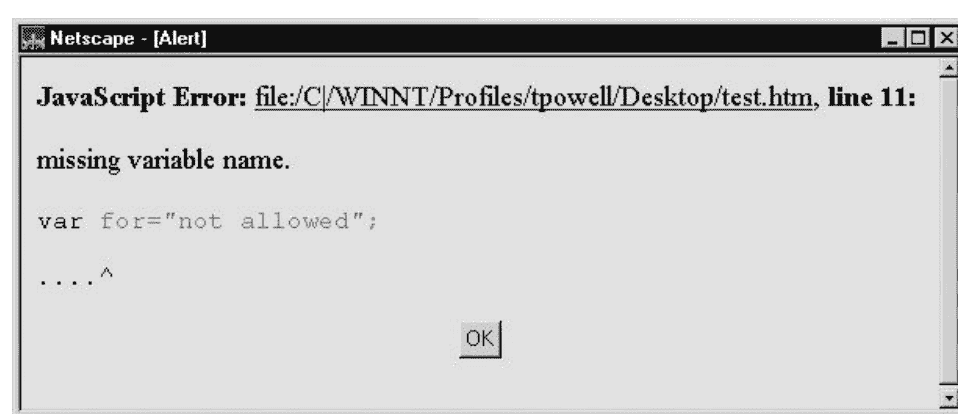 Netscape - [Alert]
JavaScript Error: file:/C|/WINNT/Profiles/tpowell/Desktop/test.htm, line 11:
missing variable name.
var for="not allowed";
....^
OK